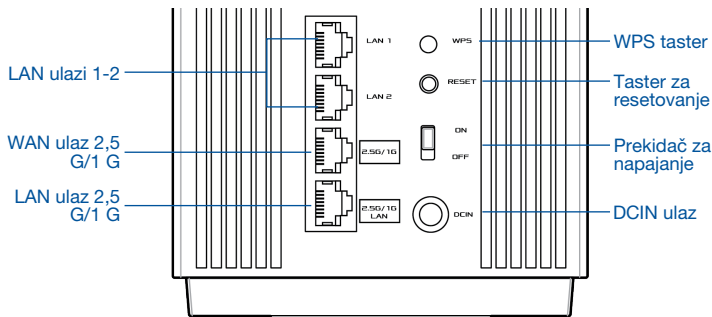 LAN ulazi 1-2
WAN ulaz 2,5
G/1 G
LAN ulaz 2,5
G/1 G
LAN 1
LAN 2
2.5G/1G
2.5G/1G
LAN
WPS
RESET
ON
OFF
DCIN
WPS taster
Taster za
resetovanje
Prekidač za
napajanje
DCIN ulaz